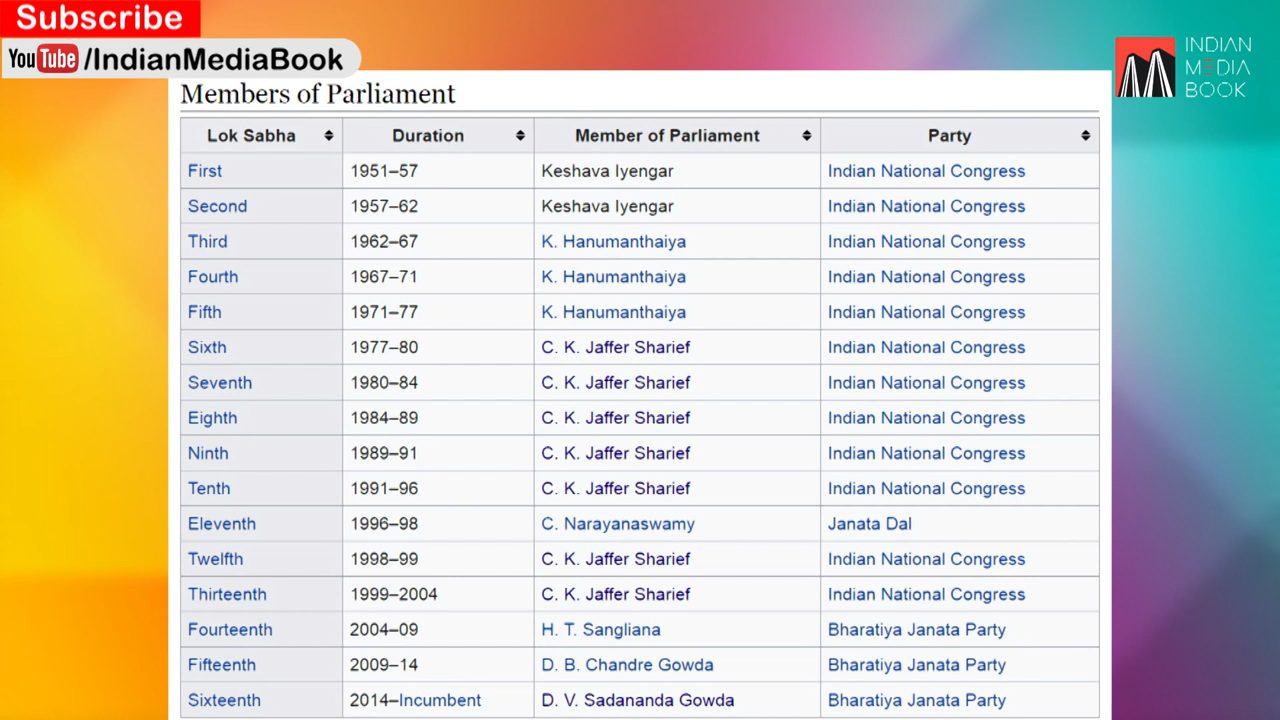 Subscribe
YouTube /IndianMediaBook
INDIAN
MEDIA
BOOK
Members of Parliament
Lok Sabha Duration Member of Parliament Party
First 1951–57 Keshava Iyengar Indian National Congress
Second 1957–62 Keshava Iyengar Indian National Congress
Third 1962–67 K. Hanumanthaiya Indian National Congress
Fourth 1967–71 K. Hanumanthaiya Indian National Congress
Fifth 1971–77 K. Hanumanthaiya Indian National Congress
Sixth 1977–80 C. K. Jaffer Sharief Indian National Congress
Seventh 1980–84 C. K. Jaffer Sharief Indian National Congress
Eighth 1984–89 C. K. Jaffer Sharief Indian National Congress
Ninth 1989–91 C. K. Jaffer Sharief Indian National Congress
Tenth 1991–96 C. K. Jaffer Sharief Indian National Congress
Eleventh 1996–98 C. Narayanaswamy Janata Dal
Twelfth 1998–99 C. K. Jaffer Sharief Indian National Congress
Thirteenth 1999–2004 C. K. Jaffer Sharief Indian National Congress
Fourteenth 2004–09 H. T. Sangliana Bharatiya Janata Party
Fifteenth 2009–14 D. B. Chandre Gowda Bharatiya Janata Party
Sixteenth 2014–Incumbent D. V. Sadananda Gowda Bharatiya Janata Party